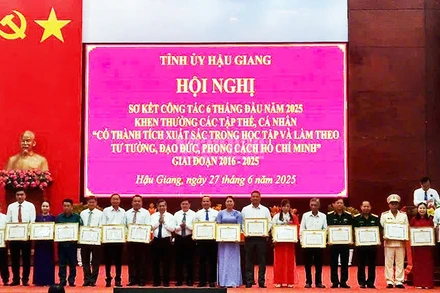 TỈNH ỦY HẬU GIANG
HỘI NGHỊ
SƠ KẾT CÔNG TÁC 6 THÁNG ĐẦU NĂM 2025
KHEN THƯỞNG CÁC TẬP THỂ, CÁ NHÂN
"CÓ THÀNH TÍCH XUẤT SẮC TRONG HỌC TẬP VÀ LÀM THEO
TƯ TƯỞNG, ĐẠO ĐỨC, PHONG CÁCH HỒ CHÍ MINH"
GIAI ĐOẠN 2016 - 2025
Hậu Giang, ngày 27 tháng 6 năm 2025